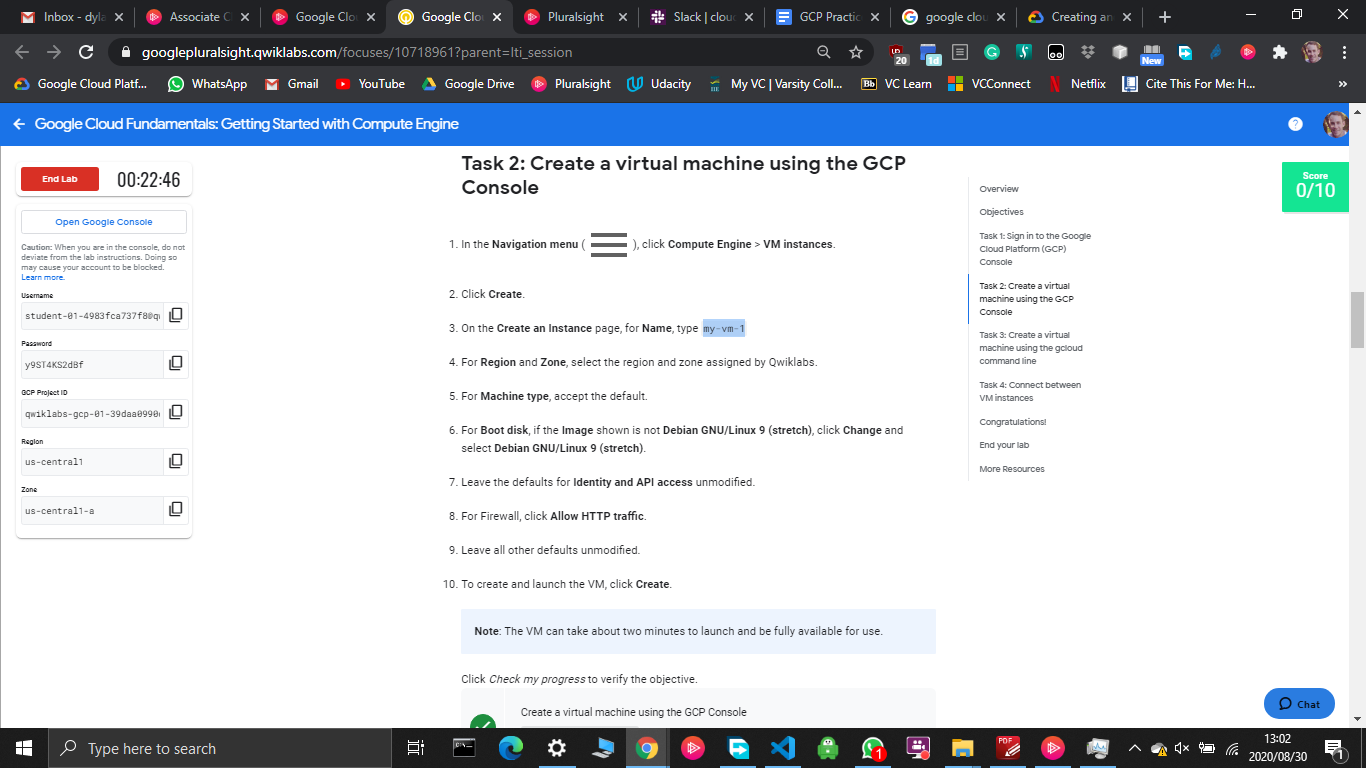 Inbox - dyla
Associate C
Google Clo
Google Clo
Pluralsight
Slack | clou
GCP Practic
google clou
Creating an
googlepluralsight.qwiklabs.com/focuses/10718961?parent=lti_session
20
1d
New
Google Cloud Platf...
WhatsApp
Gmail
YouTube
Google Drive
Pluralsight
Udacity
My VC | Varsity Coll...
Bb
VC Learn
VCConnect
Netflix
Cite This For Me: H...
Google Cloud Fundamentals: Getting Started with Compute Engine
End Lab
00:22:46
Open Google Console
Caution: When you are in the console, do not
deviate from the lab instructions. Doing so
may cause your account to be blocked.
Learn more.
Username
student-01-4983fca737f8@q
Password
y9ST4KS2dBf
GCP Project ID
qwiklabs-gcp-01-39daa0990
Region
us-central1
Zone
us-central1-a
Task 2: Create a virtual machine using the GCP
Console
1. In the Navigation menu ( ), click Compute Engine > VM instances.
2. Click Create.
3. On the Create an Instance page, for Name, type my-vm-1
4. For Region and Zone, select the region and zone assigned by Qwiklabs.
5. For Machine type, accept the default.
6. For Boot disk, if the Image shown is not Debian GNU/Linux 9 (stretch), click Change and
select Debian GNU/Linux 9 (stretch).
7. Leave the defaults for Identity and API access unmodified.
8. For Firewall, click Allow HTTP traffic.
9. Leave all other defaults unmodified.
10. To create and launch the VM, click Create.
Note: The VM can take about two minutes to launch and be fully available for use.
Click Check my progress to verify the objective.
Create a virtual machine using the GCP Console
Overview
Objectives
Task 1: Sign in to the Google
Cloud Platform (GCP)
Console
Task 2: Create a virtual
machine using the GCP
Console
Task 3: Create a virtual
machine using the gcloud
command line
Task 4: Connect between
VM instances
Congratulations!
End your lab
More Resources
Score
0/10
Chat
Type here to search
1
PDF
13:02
2020/08/30
1